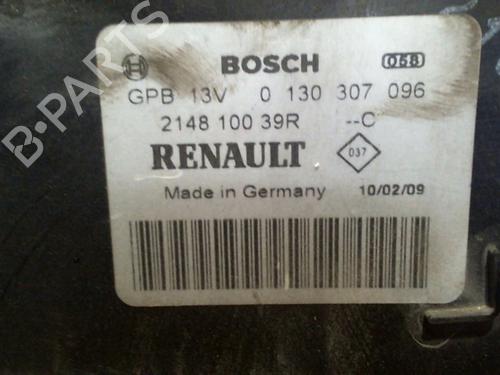 BOSCH 058
GPB 13V 0 130 307 096
2148 100 39R --C
RENAULT 037
Made in Germany 10/02/09
B-PARTS